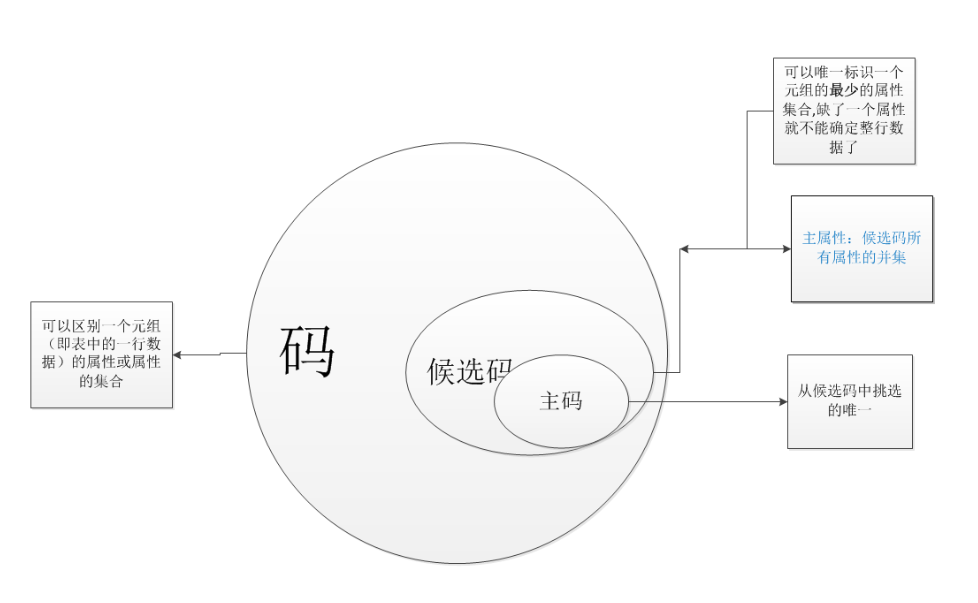 可以唯一标识一个
元组的最少的属性
集合,缺了一个属性
就不能确定整行数
据了
主属性：候选码所
有属性的并集
可以区别一个元组
（即表中的一行数
据）的属性或属性
的集合
码
候选码
主码
从候选码中挑选
的唯一